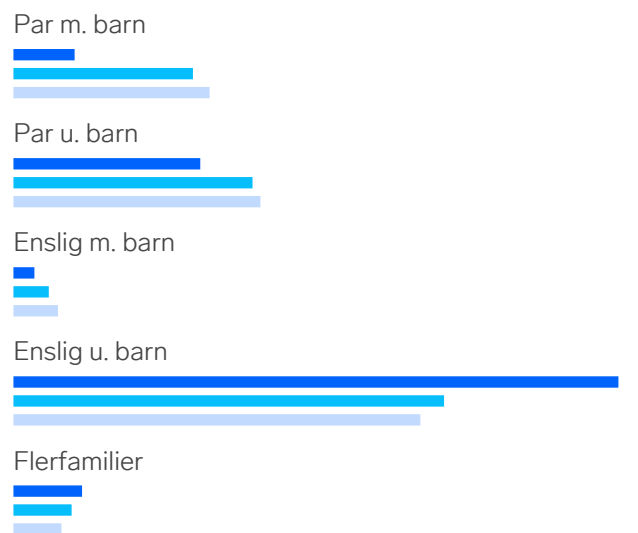 Par m. barn
Par u. barn
Enslig m. barn
Enslig u. barn
Flerfamilier